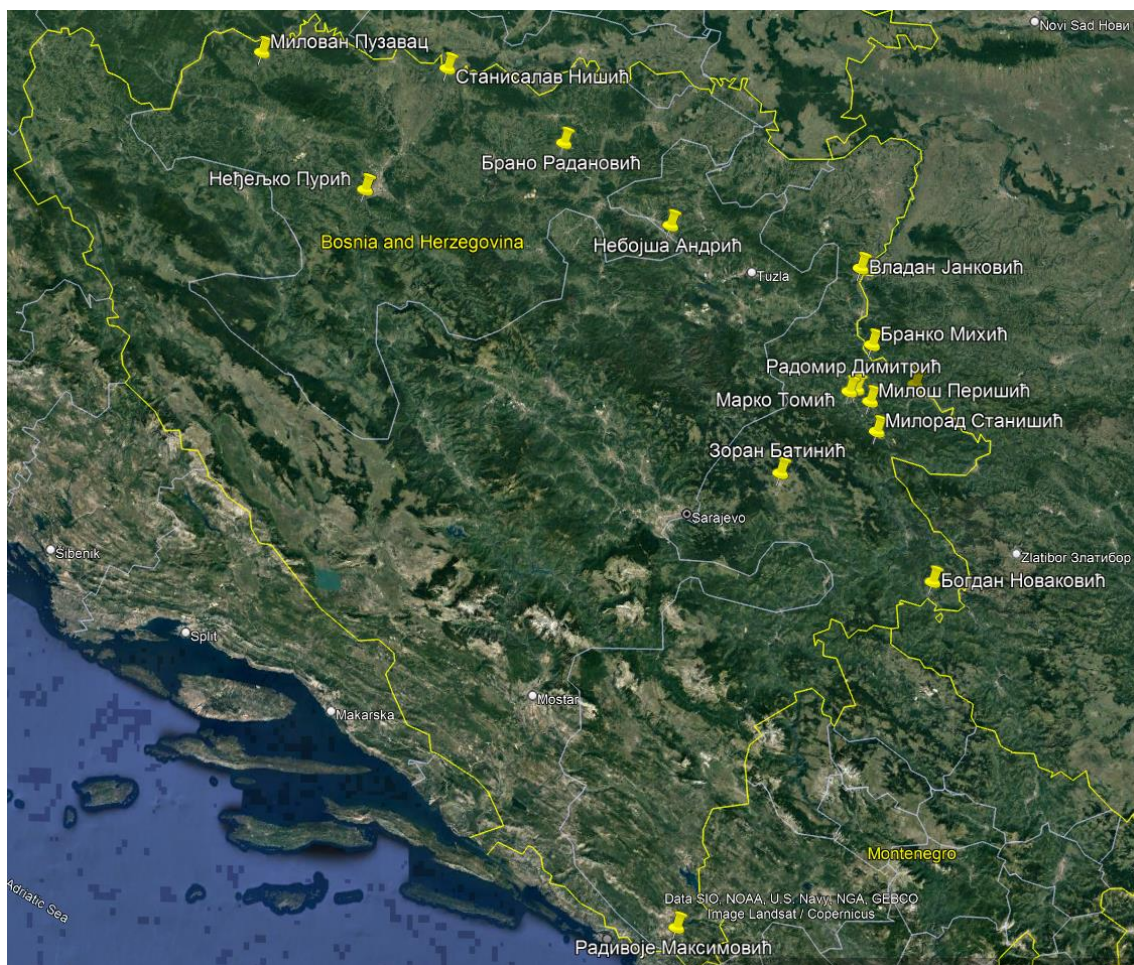 Novi Sad Нови
Милован Пузавац
Станисалав Нишић
Брано Радановић
Неђељко Пурић
Bosnia and Herzegovina
Небојша Андрић
Tuzla
Владан Јанковић
Бранко Михић
Радомир Димитрић
Милош Перишић
Марко Томић
Милорад Станишић
Зоран Батинић
Sarajevo
Šibenik
Zlatibor Златибор
Богдан Новаковић
Split
Mostar
Makarska
Montenegro
Adriatic Sea
Data SIO, NOAA, U.S. Navy, NGA, GEBCO
Image Landsat / Copernicus
Радивоје Максимовић